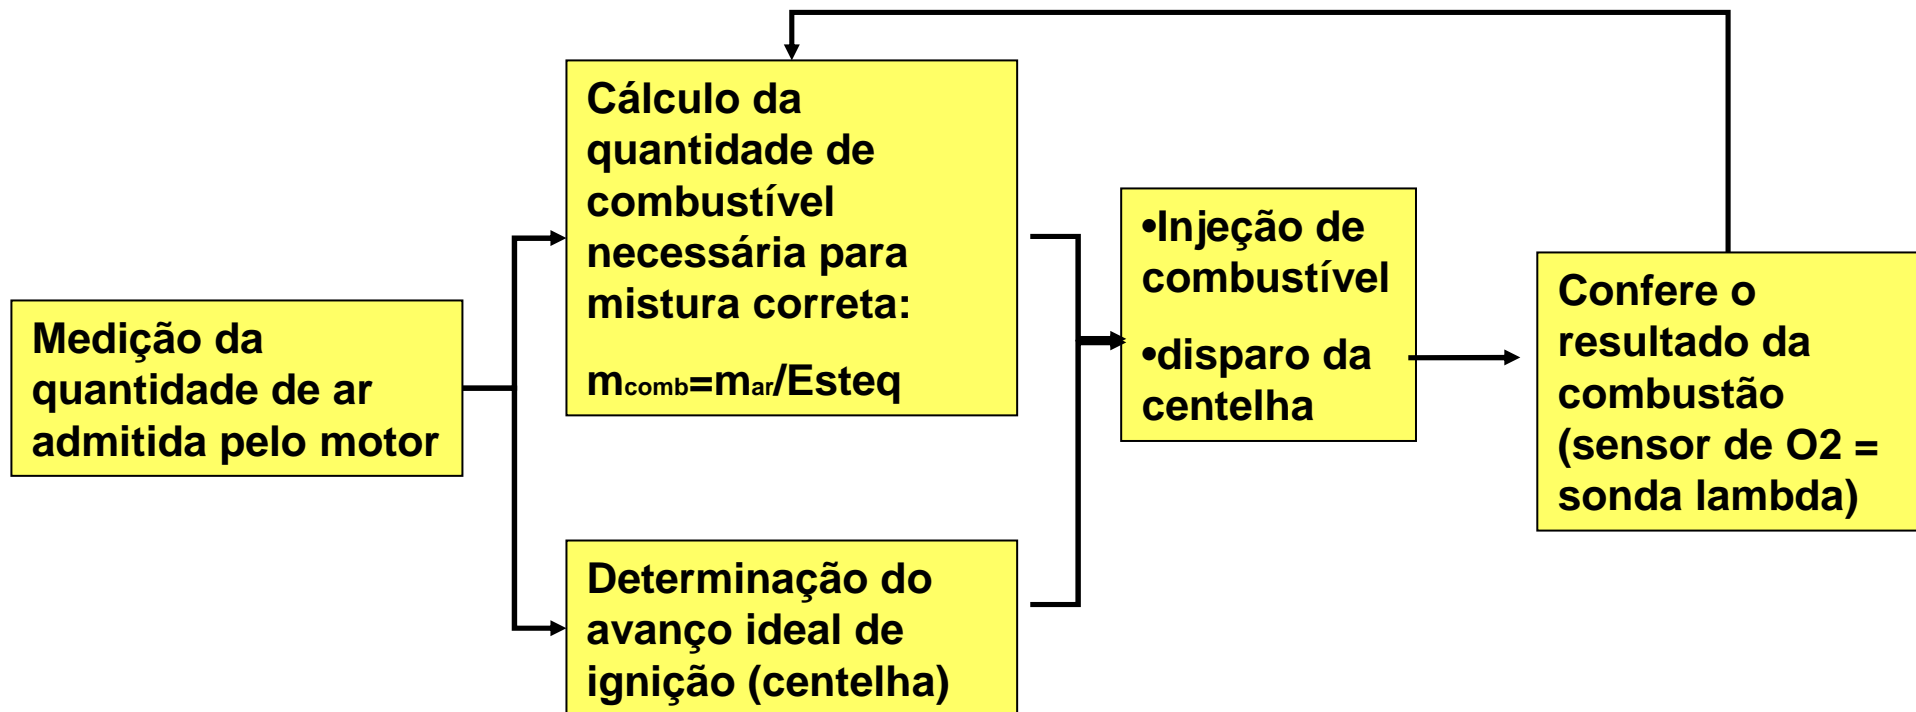 Medição da
quantidade de ar
admitida pelo motor
Cálculo da
quantidade de
combustível
necessária para
mistura correta:
mcomb=mar/Esteq
Determinação do
avanço ideal de
ignição (centelha)
•Injeção de
combustível
•disparo da
centelha
Confere o
resultado da
combustão
(sensor de O2 =
sonda lambda)